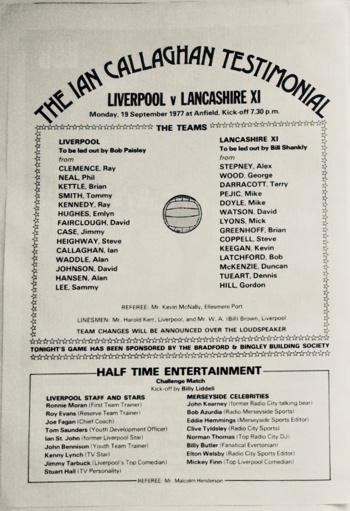 THE IAN CALLAGHAN TESTIMONIAL
LIVERPOOL v LANCASHIRE XI
Monday, 19 September 1977 at Anfield. Kick-off 7.30 p.m.
THE TEAMS
LIVERPOOL
To be led out by Bob Paisley
from
CLEMENCE, Ray
NEAL, Phil
KETTLE, Brian
SMITH, Tommy
KENNEDY, Ray
HUGHES, Emlyn
FAIRCLOUGH, David
CASE, Jimmy
HEIGHWAY, Steve
CALLAGHAN, Ian
WADDLE, Alan
JOHNSON, David
HANSEN, Alan
LEE, Sammy
LANCASHIRE XI
To be led out by Bill Shankly
from
STEPNEY, Alex
WOOD, George
DARRACOTT, Terry
PEJIC, Mike
DOYLE, Mike
WATSON, David
LYONS, Mick
GREENHOFF, Brian
COPPELL, Steve
KEEGAN, Kevin
LATCHFORD, Bob
McKENZIE, Duncan
TUEART, Dennis
HILL, Gordon
REFEREE: Mr. Kevin McNally, Ellesmere Port
LINESMEN: Mr. Harold Kerr, Liverpool, and Mr. W. A. (Bill) Brown, Liverpool
TEAM CHANGES WILL BE ANNOUNCED OVER THE LOUDSPEAKER
TONIGHT'S GAME HAS BEEN SPONSORED BY THE BRADFORD & BINGLEY BUILDING SOCIETY
HALF TIME ENTERTAINMENT
Challenge Match
Kick-off by Billy Liddell
LIVERPOOL STAFF AND STARS
Ronnie Moran (First Team Trainer)
Roy Evans (Reserve Team Trainer)
Joe Fagan (Chief Coach)
Tom Saunders (Youth Development Officer)
Ian St. John (former Liverpool Star)
John Bennison (Youth Team Trainer)
Kenny Lynch (TV Star)
Jimmy Tarbuck (Liverpool's Top Comedian)
Stuart Hall (TV Personality)
MERSEYSIDE CELEBRITIES
John Kearney (former Radio City talking bear)
Bob Azurdia (Radio Merseyside Sports)
Eddie Hemmings (Merseyside Sports Editor)
Clive Tyldsley (Radio City Sports)
Norman Thomas (Top Radio City DJ)
Billy Butler (Fanatical Evertonian)
Elton Welsby (Radio City Sports Editor)
Mickey Finn (Top Liverpool Comedian)
REFEREE: Mr. Malcolm Henderson